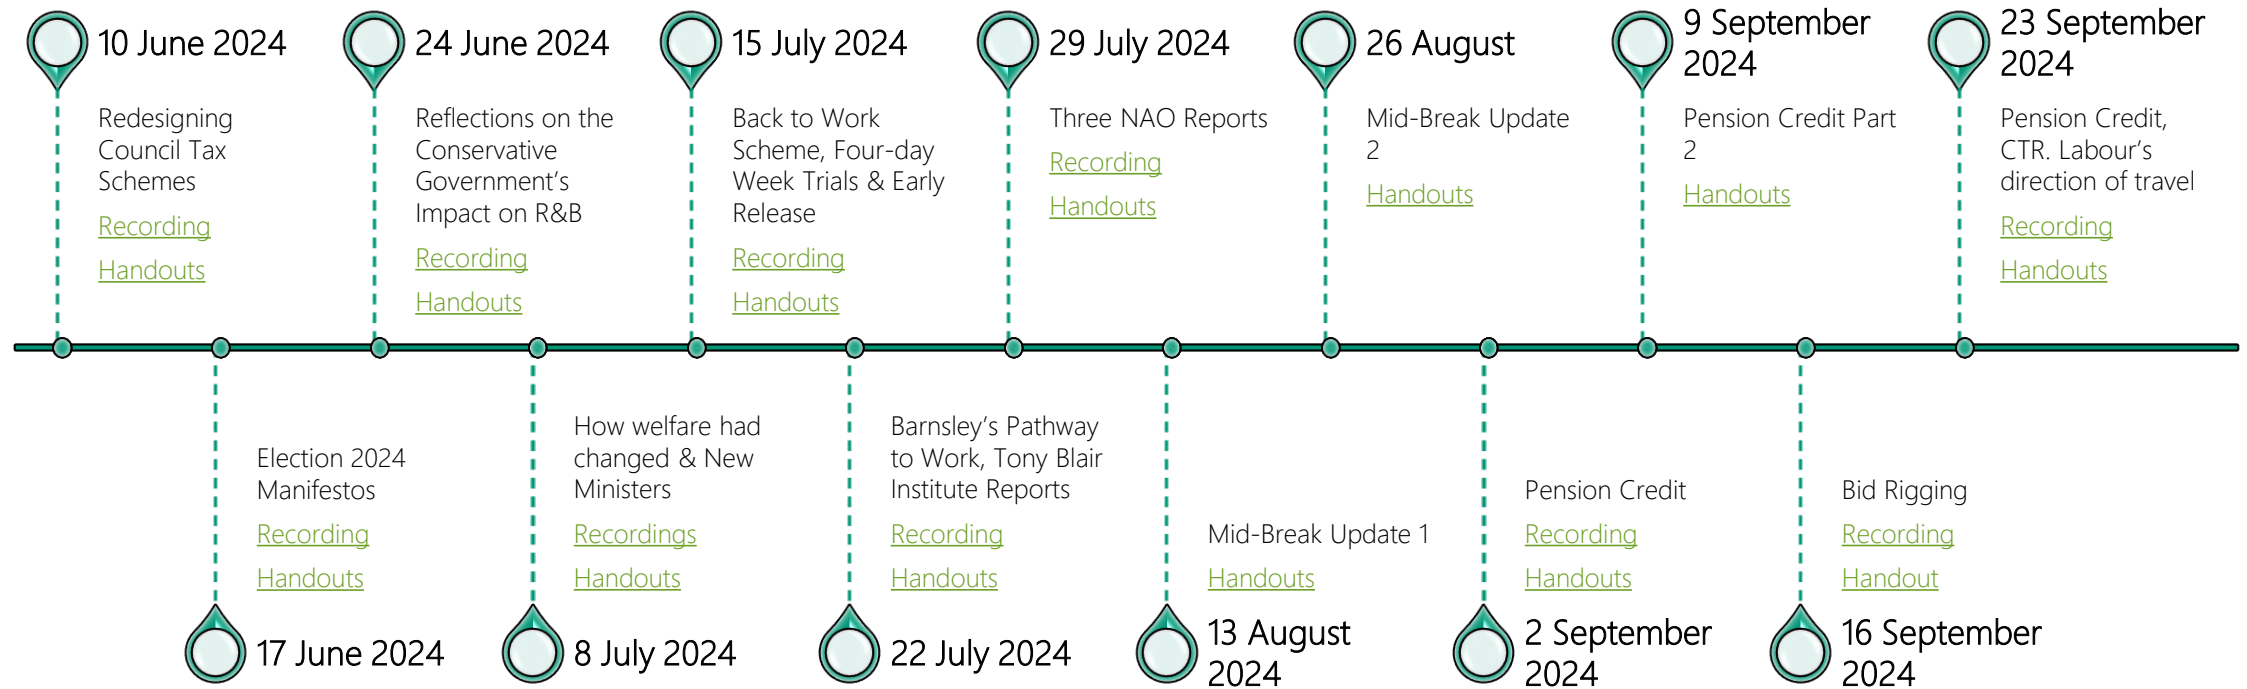 10 June 2024
Redesigning
Council Tax
Schemes
Recording
Handouts
24 June 2024
Reflections on the
Conservative
Government’s
Impact on R&B
Recording
Handouts
15 July 2024
Back to Work
Scheme, Four-day
Week Trials & Early
Release
Recording
Handouts
29 July 2024
Three NAO Reports
Recording
Handouts
26 August
Mid-Break Update
2
Handouts
9 September
2024
Pension Credit Part
2
Handouts
23 September
2024
Pension Credit,
CTR. Labour’s
direction of travel
Recording
Handouts
Election 2024
Manifestos
Recording
Handouts
17 June 2024
How welfare had
changed & New
Ministers
Recordings
Handouts
8 July 2024
Barnsley’s Pathway
to Work, Tony Blair
Institute Reports
Recording
Handouts
22 July 2024
Mid-Break Update 1
Handouts
13 August
2024
Pension Credit
Recording
Handouts
2 September
2024
Bid Rigging
Recording
Handout
16 September
2024